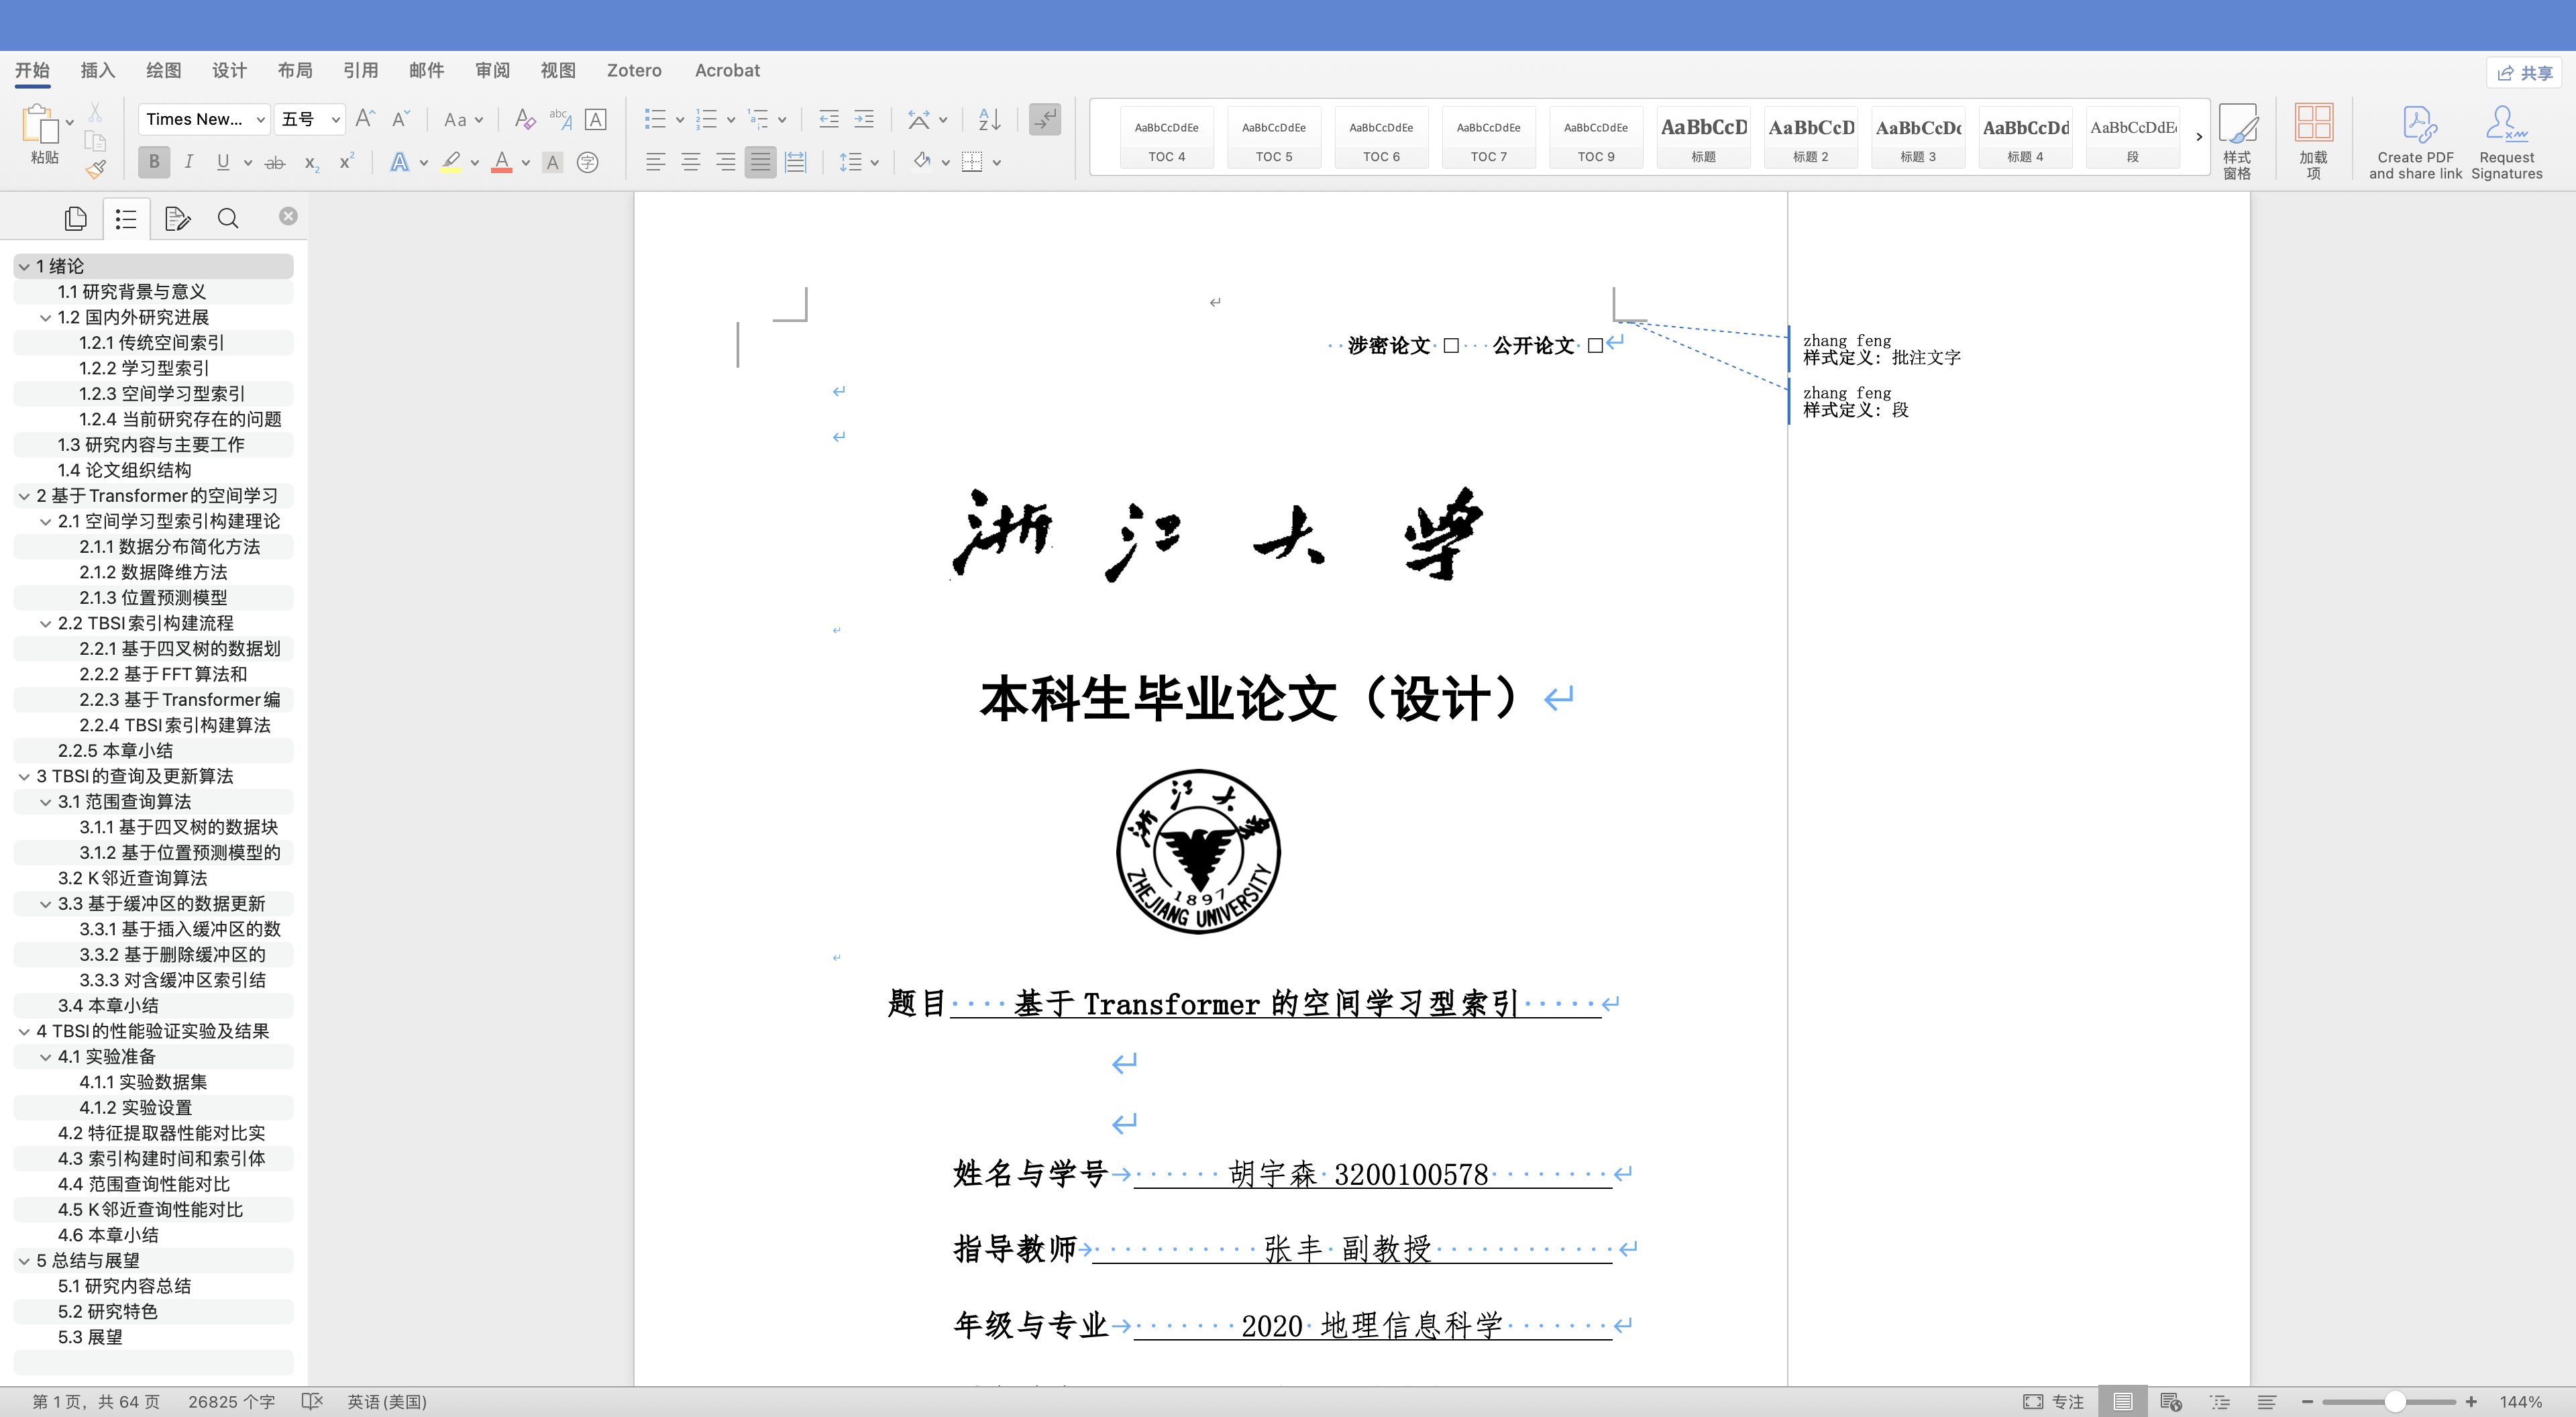 开始 插入 绘图 设计 布局 引用 邮件 审阅 视图 Zotero Acrobat 共享
粘贴 Times New... 五号 Aa
AaBbCcDdEe TOC 4
AaBbCcDdEe TOC 5
AaBbCcDdEe TOC 6
AaBbCcDdEe TOC 7
AaBbCcDdEe TOC 9
AaBbCcD 标题
AaBbCcD 标题 2
AaBbCcDc 标题 3
AaBbCcDd 标题 4
AaBbCcDdE 段
样式窗格
加载项
Create PDF and share link
Request Signatures
1 绪论
1.1 研究背景与意义
1.2 国内外研究进展
1.2.1 传统空间索引
1.2.2 学习型索引
1.2.3 空间学习型索引
1.2.4 当前研究存在的问题
1.3 研究内容与主要工作
1.4 论文组织结构
2 基于Transformer的空间学习
2.1 空间学习型索引构建理论
2.1.1 数据分布简化方法
2.1.2 数据降维方法
2.1.3 位置预测模型
2.2 TBSI索引构建流程
2.2.1 基于四叉树的数据划
2.2.2 基于FFT算法和
2.2.3 基于Transformer编
2.2.4 TBSI索引构建算法
2.2.5 本章小结
3 TBSI的查询及更新算法
3.1 范围查询算法
3.1.1 基于四叉树的数据块
3.1.2 基于位置预测模型的
3.2 K邻近查询算法
3.3 基于缓冲区的数据更新
3.3.1 基于插入缓冲区的数
3.3.2 基于删除缓冲区的
3.3.3 对含缓冲区索引结
3.4 本章小结
4 TBSI的性能验证实验及结果
4.1 实验准备
4.1.1 实验数据集
4.1.2 实验设置
4.2 特征提取器性能对比实
4.3 索引构建时间和索引体
4.4 范围查询性能对比
4.5 K邻近查询性能对比
4.6 本章小结
5 总结与展望
5.1 研究内容总结
5.2 研究特色
5.3 展望
涉密论文 □ 公开论文 □
zhang feng
样式定义：批注文字
zhang feng
样式定义：段
浙江大学
本科生毕业论文（设计）
浙江大学
1897
ZHEJIANG UNIVERSITY
题目 基于 Transformer 的空间学习型索引
姓名与学号 胡宇森 3200100578
指导教师 张丰 副教授
年级与专业 2020 地理信息科学
第 1 页，共 64 页 26825 个字 英语(美国) 专注 144%